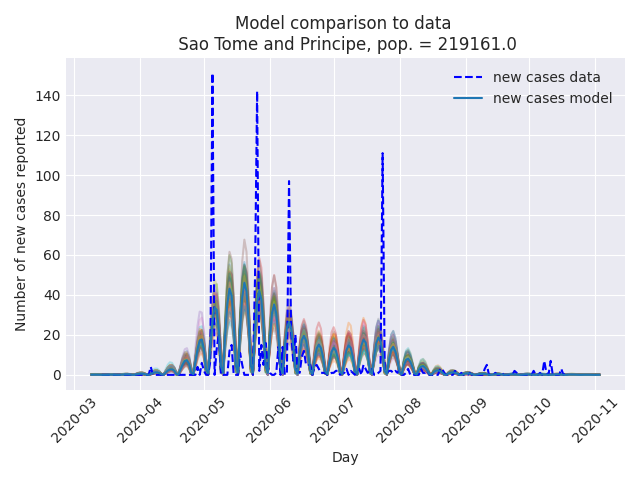 Model comparison to data
Sao Tome and Principe, pop. = 219161.0
new cases data
new cases model
Number of new cases reported
140
120
100
80
60
40
20
0
2020-03
2020-04
2020-05
2020-06
2020-07
2020-08
2020-09
2020-10
2020-11
Day